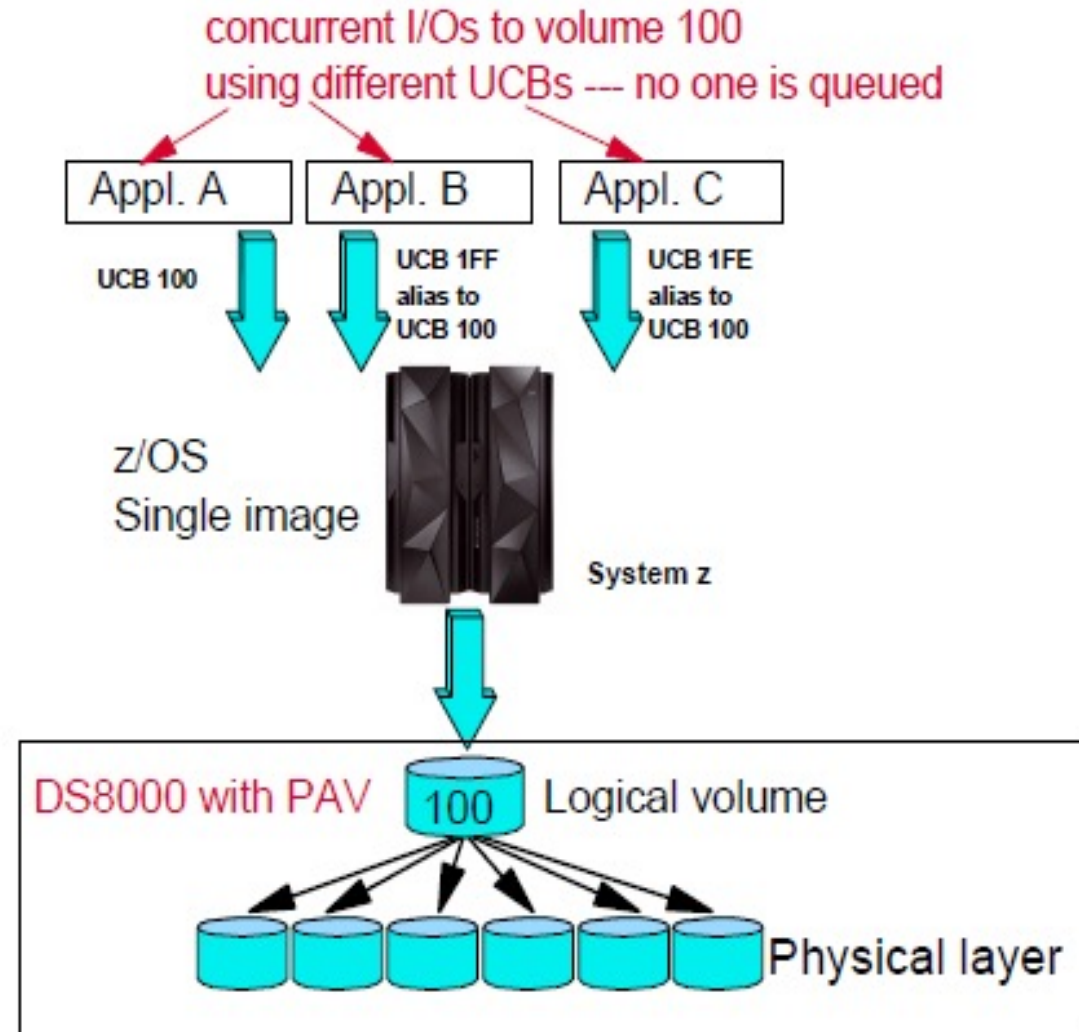 concurrent I/Os to volume 100
using different UCBs --- no one is queued
Appl. A
Appl. B
Appl. C
UCB 100
UCB 1FF
alias to
UCB 100
UCB 1FE
alias to
UCB 100
z/OS
Single image
System z
DS8000 with PAV
100
Logical volume
Physical layer